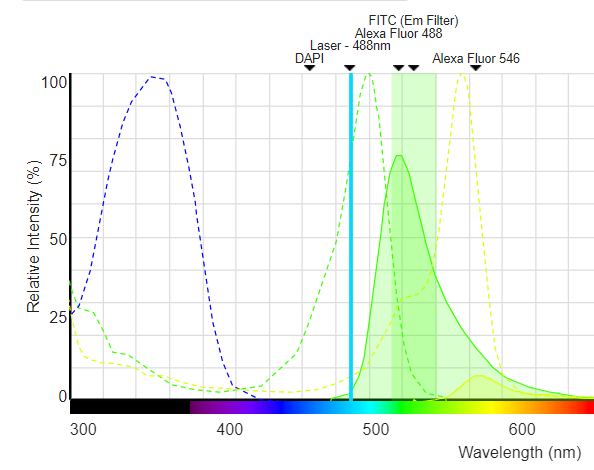 FITC (Em Filter)
Alexa Fluor 488
Laser - 488nm
DAPI
Alexa Fluor 546
100
75
50
25
0
Relative Intensity (%)
300 400 500 600
Wavelength (nm)